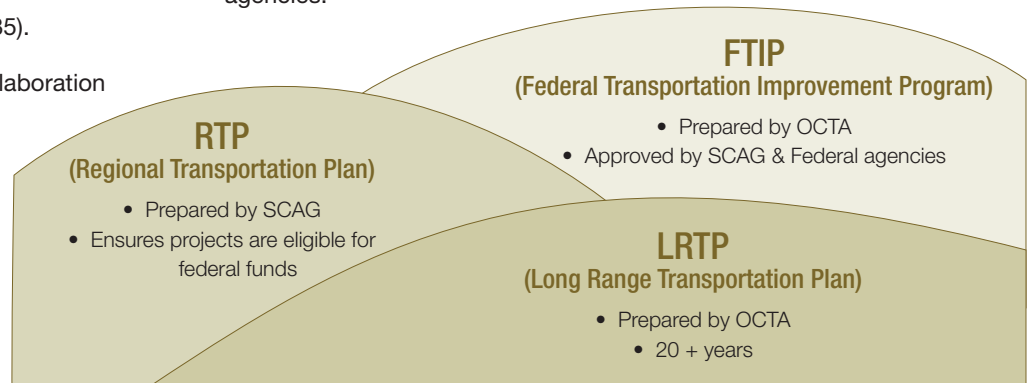 agencies.
35).
FTIP
(Federal Transportation Improvement Program)
• Prepared by OCTA
• Approved by SCAG & Federal agencies
RTP
(Regional Transportation Plan)
• Prepared by SCAG
• Ensures projects are eligible for
federal funds
LRTP
(Long Range Transportation Plan)
• Prepared by OCTA
• 20 + years